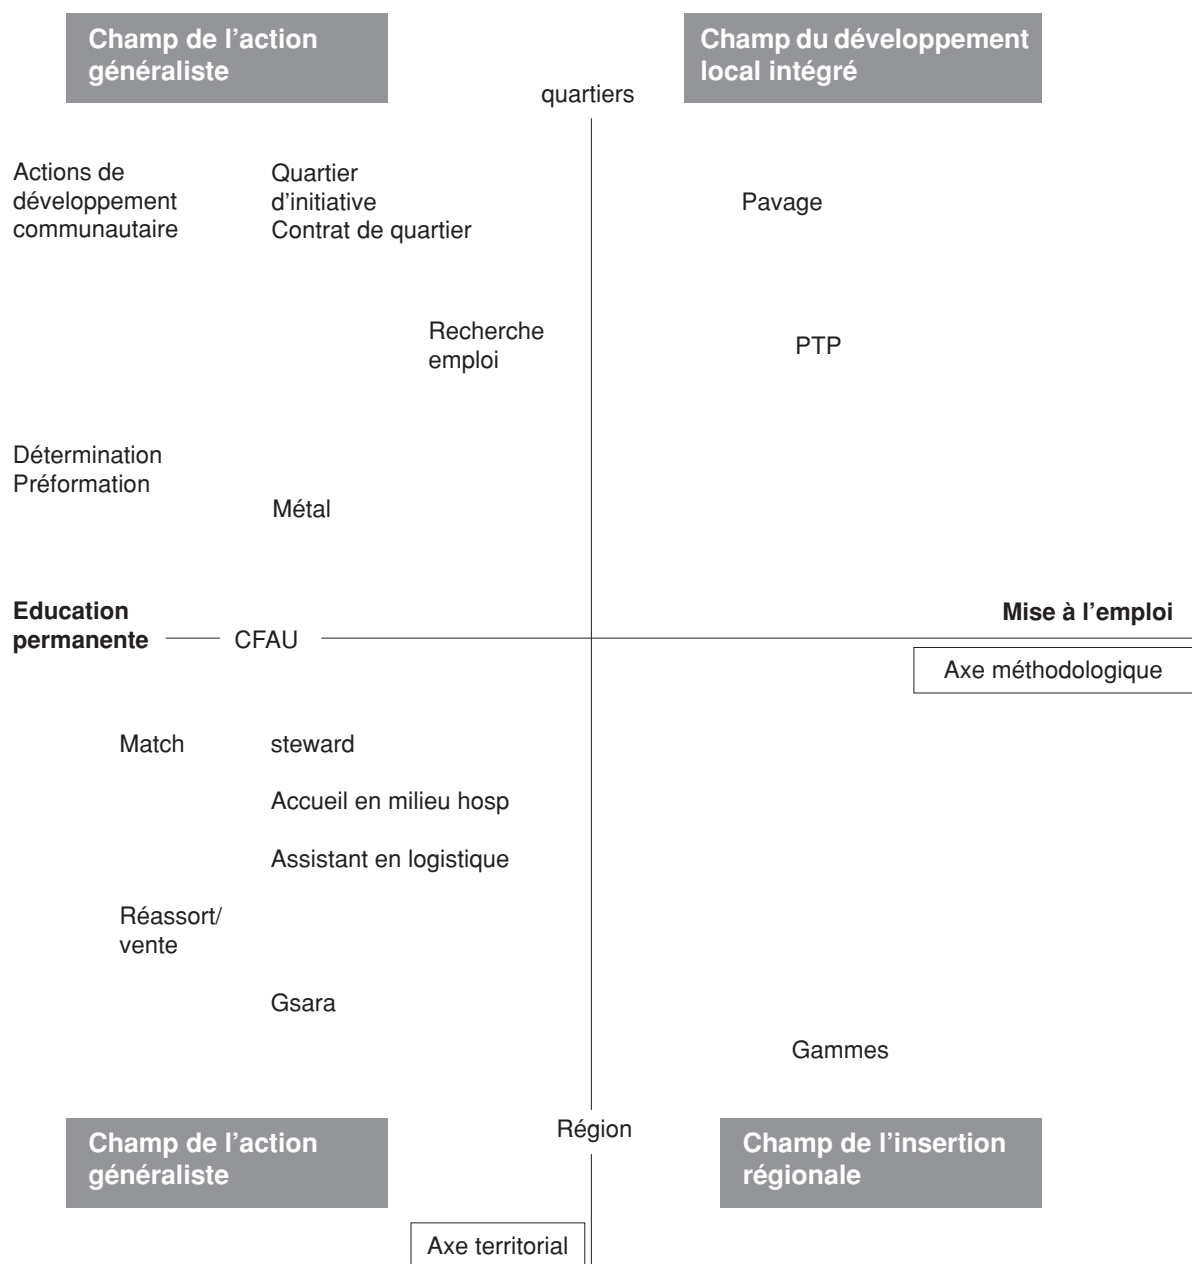 Champ de l'action
généraliste
Champ du développement
local intégré
quartiers
Actions de
développement
communautaire
Quartier
d'initiative
Contrat de quartier
Pavage
Recherche
emploi
PTP
Détermination
Préformation
Métal
Education
permanente
CFAU
Mise à l'emploi
Axe méthodologique
Match
steward
Accueil en milieu hosp
Assistant en logistique
Réassort/
vente
Gsara
Gammes
Région
Champ de l'action
généraliste
Champ de l'insertion
régionale
Axe territorial